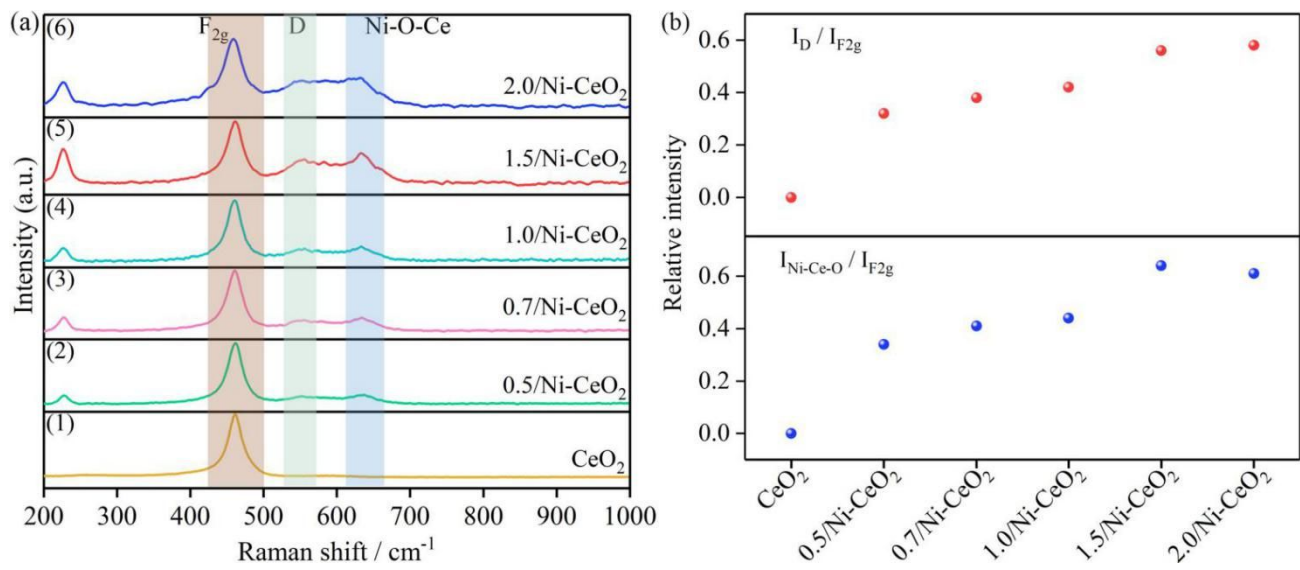 (a)
F2g
D
Ni-O-Ce
(6)
2.0/Ni-CeO2
(5)
1.5/Ni-CeO2
(4)
1.0/Ni-CeO2
(3)
0.7/Ni-CeO2
(2)
0.5/Ni-CeO2
(1)
CeO2
Intensity (a.u.)
200 300 400 500 600 700 800 900 1000
Raman shift / cm-1
(b)
ID / IF2g
0.6
0.4
0.2
0.0
INi-Ce-O / IF2g
0.6
0.4
0.2
0.0
Relative intensity
CeO2
0.5/Ni-CeO2
0.7/Ni-CeO2
1.0/Ni-CeO2
1.5/Ni-CeO2
2.0/Ni-CeO2